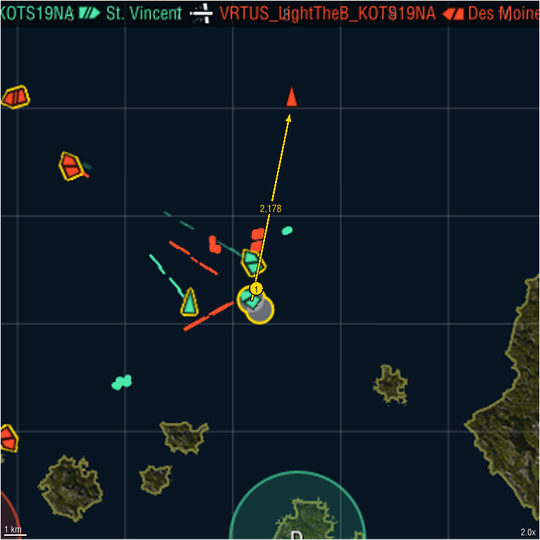 KOTS19NA St. Vincent VRTUS_LightTheB_KOTS19NA Des Moine
2,178
1
D
1 km
2.0x